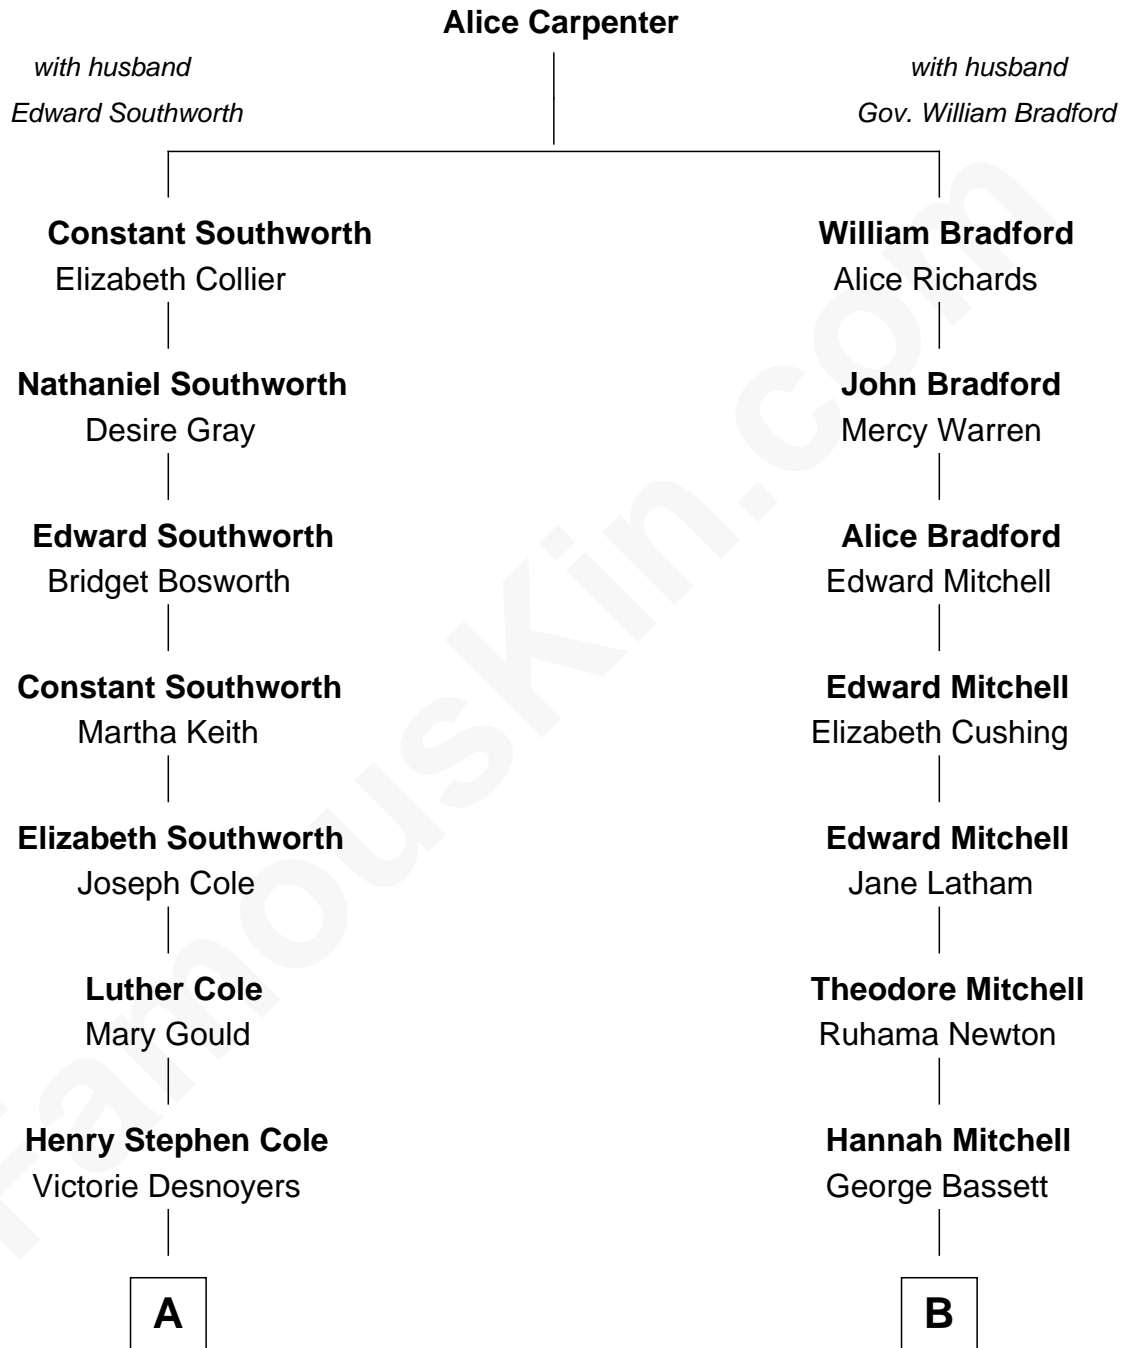 Alice Carpenter
with husband
Edward Southworth
with husband
Gov. William Bradford
Constant Southworth
Elizabeth Collier
William Bradford
Alice Richards
Nathaniel Southworth
Desire Gray
John Bradford
Mercy Warren
Edward Southworth
Bridget Bosworth
Alice Bradford
Edward Mitchell
Constant Southworth
Martha Keith
Edward Mitchell
Elizabeth Cushing
Elizabeth Southworth
Joseph Cole
Edward Mitchell
Jane Latham
Luther Cole
Mary Gould
Theodore Mitchell
Ruhama Newton
Henry Stephen Cole
Victorie Desnoyers
Hannah Mitchell
George Bassett
A
B
FamousKin.com